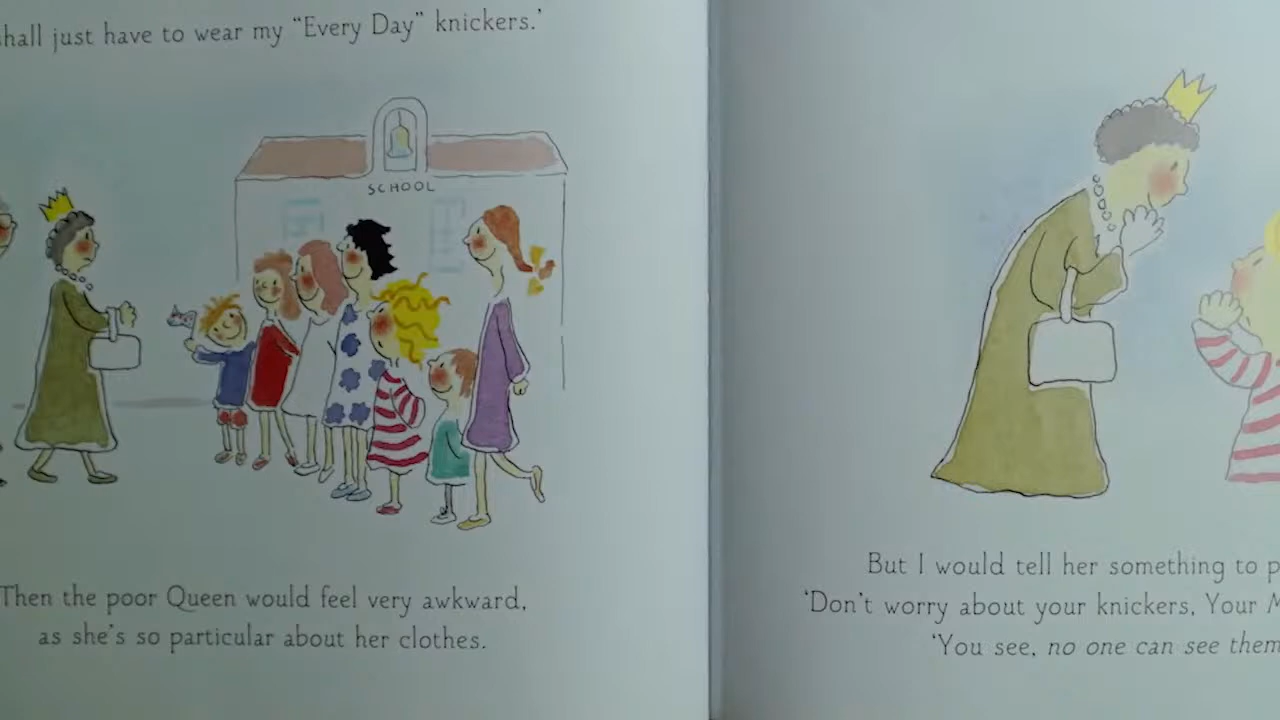 shall just have to wear my “Every Day” knickers.’
SCHOOL
Then the poor Queen would feel very awkward,
as she's so particular about her clothes.
But I would tell her something to
‘Don't worry about your knickers, Your
‘You see, no one can see them